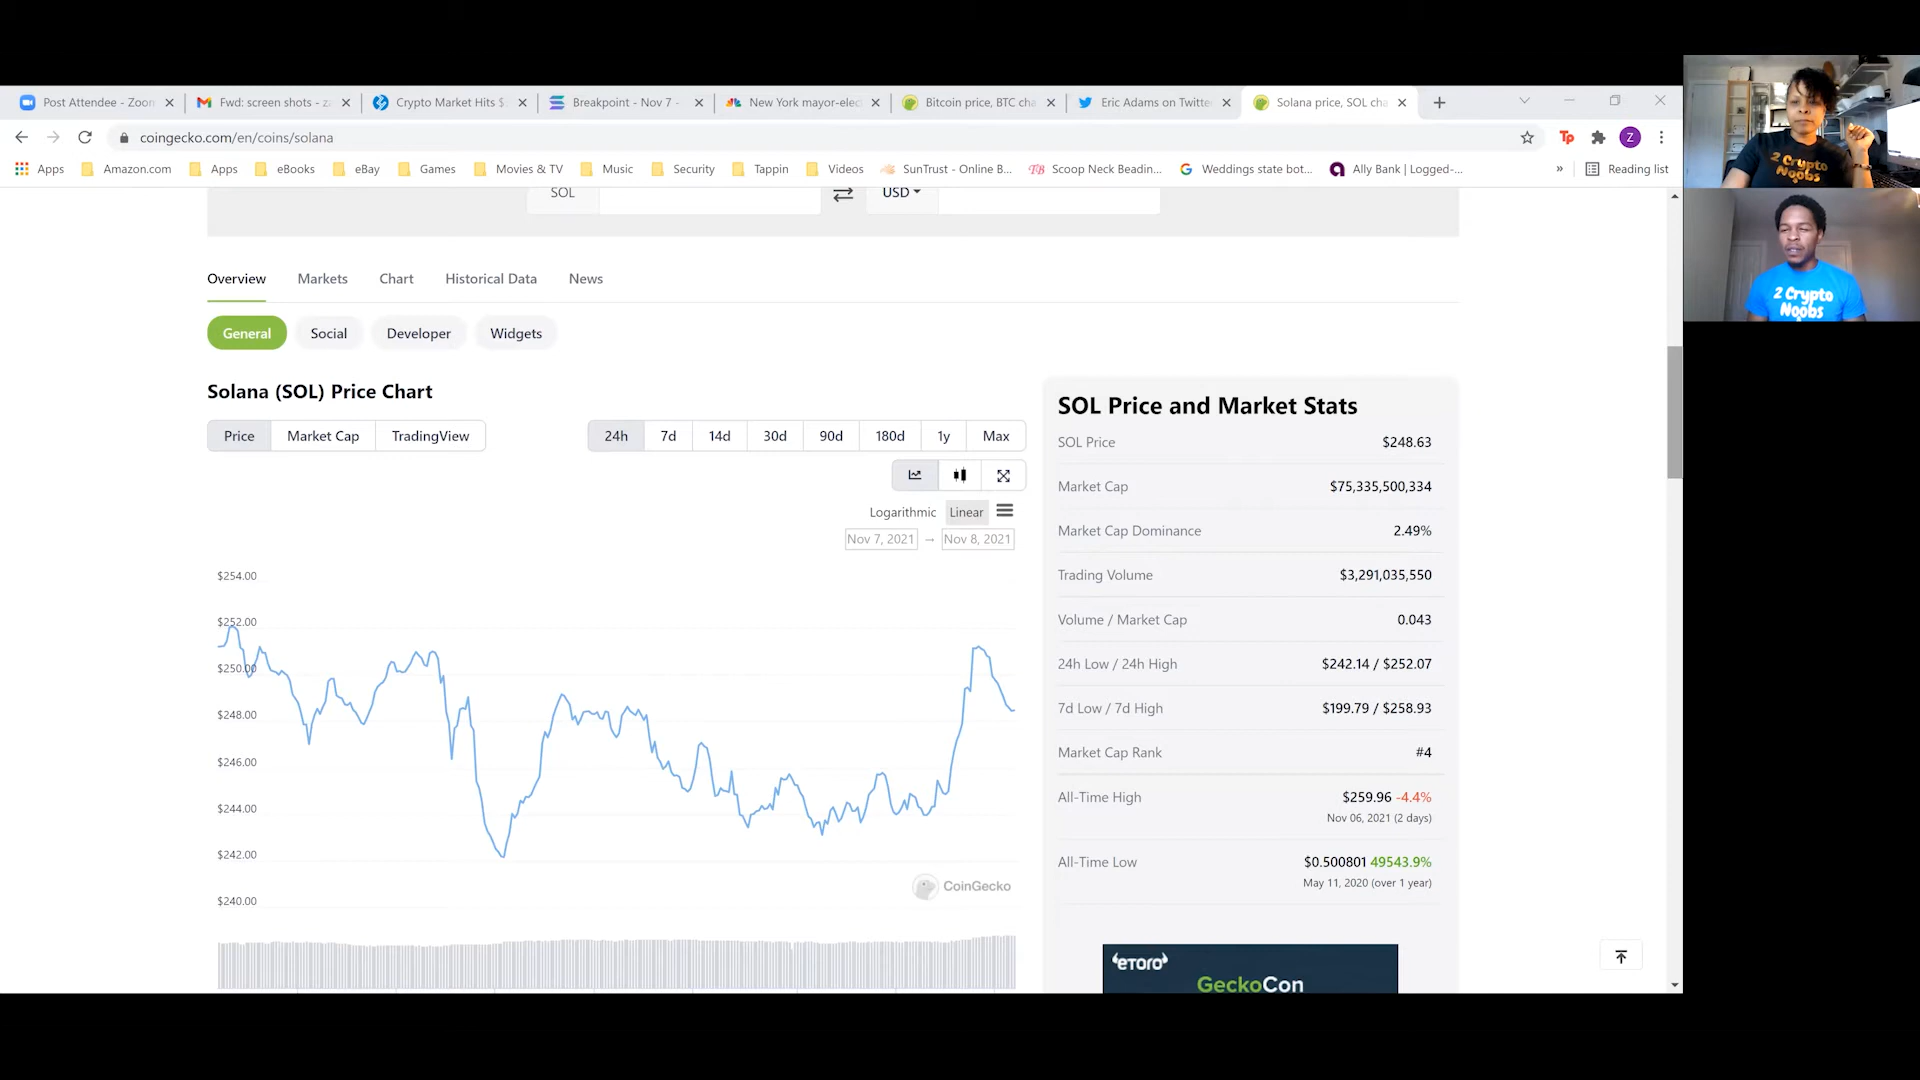 Post Attendee - Zoom
Fwd: screen shots - za
Crypto Market Hits $
Breakpoint - Nov 7 -
New York mayor-elec
Bitcoin price, BTC cha
Eric Adams on Twitte
Solana price, SOL cha
coingecko.com/en/coins/solana
Tp
Z
Apps
Amazon.com
Apps
eBooks
eBay
Games
Movies & TV
Music
Security
Tappin
Videos
SunTrust - Online B...
TB
Scoop Neck Beadin...
Weddings state bot...
Ally Bank | Logged-...
»
Reading list
SOL
USD
Overview
Markets
Chart
Historical Data
News
General
Social
Developer
Widgets
Solana (SOL) Price Chart
Price
Market Cap
TradingView
24h
7d
14d
30d
90d
180d
1y
Max
Logarithmic
Linear
Nov 7, 2021 → Nov 8, 2021
$254.00
$252.00
$250.00
$248.00
$246.00
$244.00
$242.00
$240.00
CoinGecko
SOL Price and Market Stats
SOL Price $248.63
Market Cap $75,335,500,334
Market Cap Dominance 2.49%
Trading Volume $3,291,035,550
Volume / Market Cap 0.043
24h Low / 24h High $242.14 / $252.07
7d Low / 7d High $199.79 / $258.93
Market Cap Rank #4
All-Time High $259.96 -4.4%
Nov 06, 2021 (2 days)
All-Time Low $0.500801 49543.9%
May 11, 2020 (over 1 year)
eToro
GeckoCon
2 Crypto
Noobs
2 Crypto
Noobs